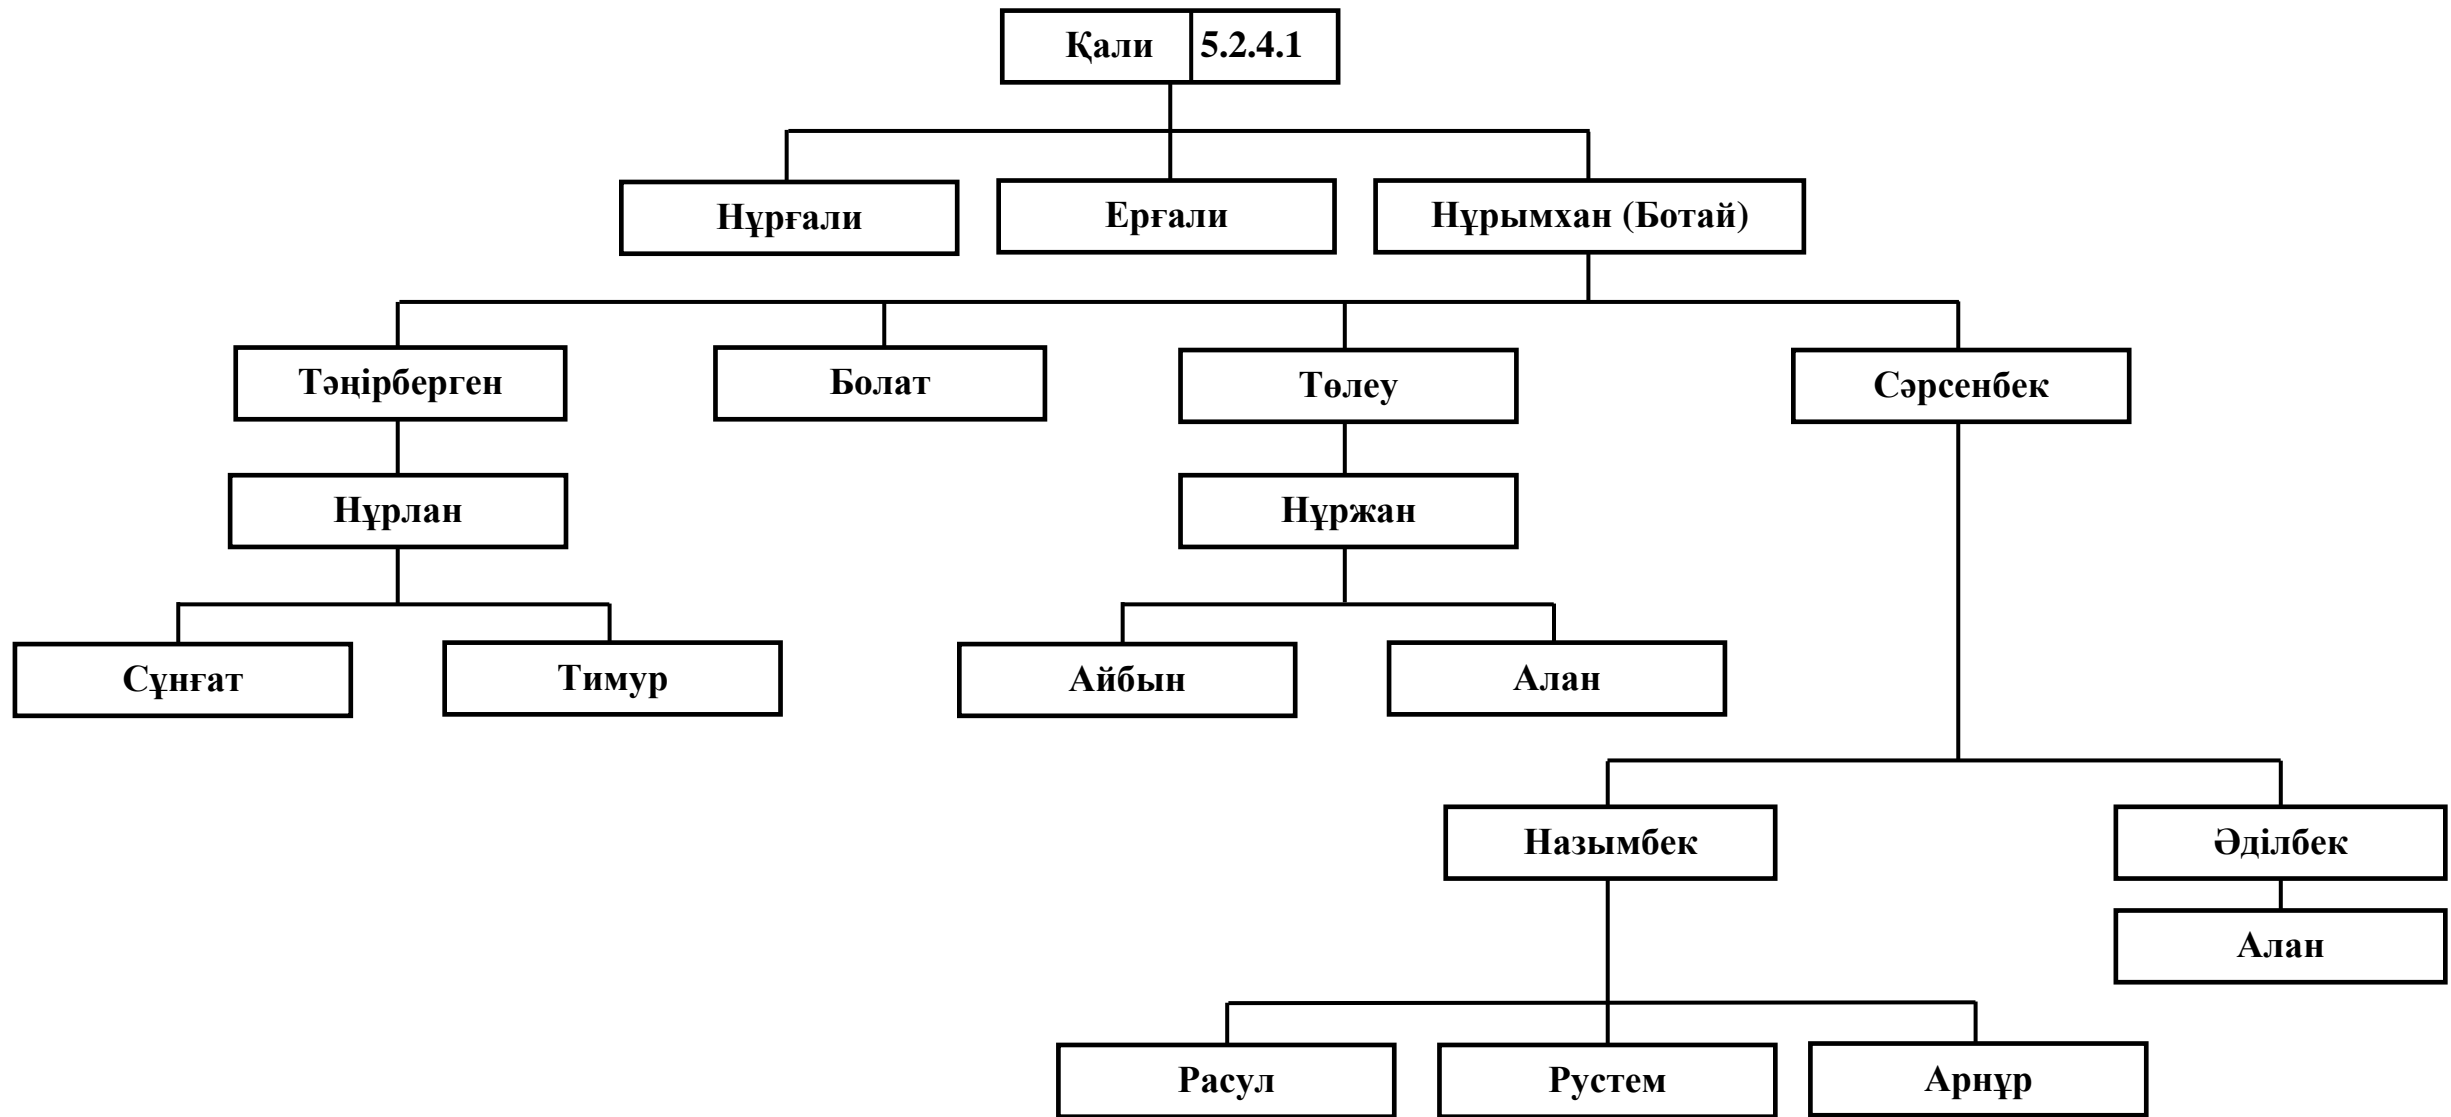 Қали 5.2.4.1
Нұрғали
Ерғали
Нұрымхан (Ботай)
Тәңірберген
Болат
Төлеу
Сәрсенбек
Нұрлан
Нұржан
Сұнғат
Тимур
Айбын
Алан
Назымбек
Әділбек
Алан
Расул
Рустем
Арнұр